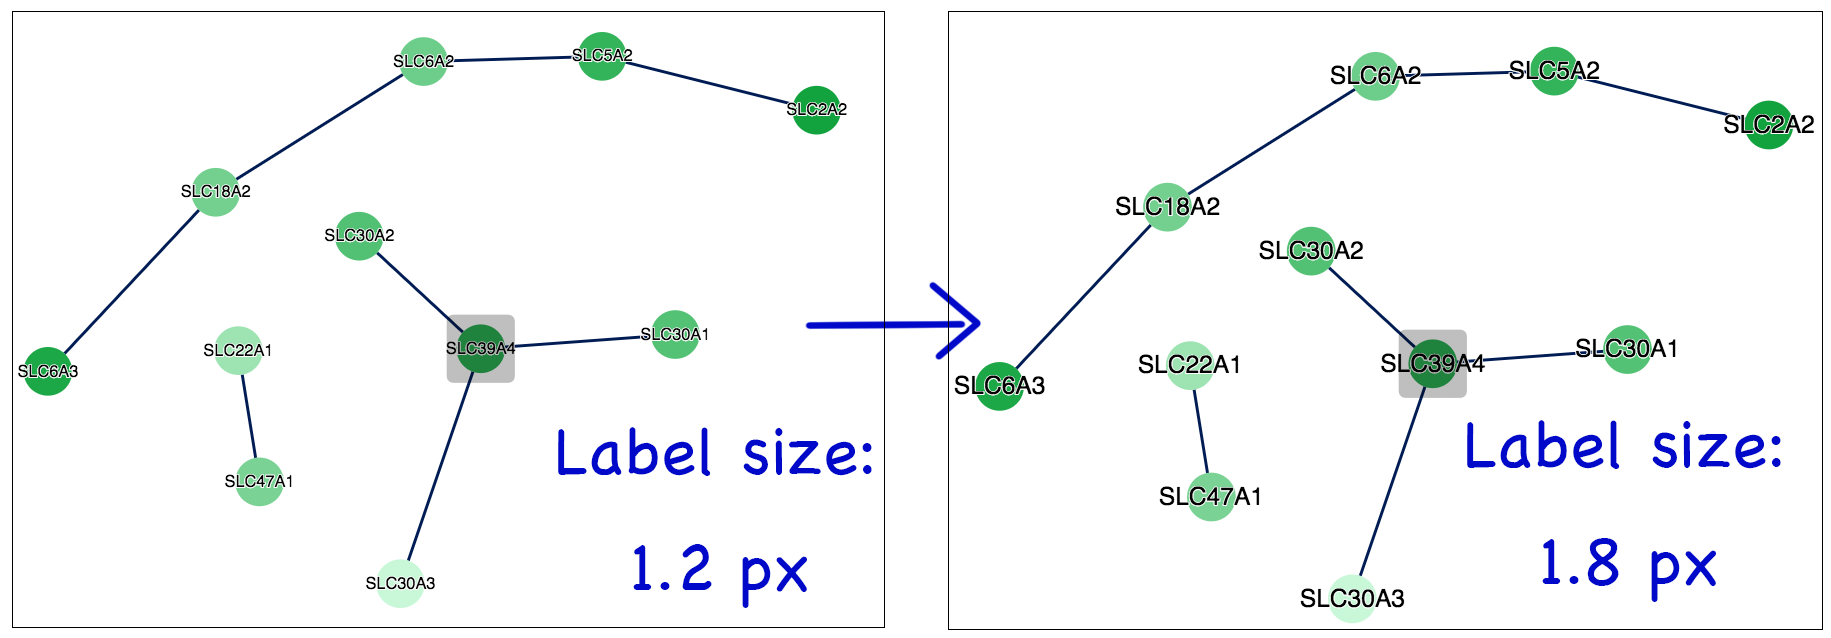 SLC6A2
SLC5A2
SLC2A2
SLC18A2
SLC30A2
SLC30A1
SLC39A4
SLC22A1
SLC6A3
SLC47A1
SLC30A3
Label size:
1.2 px
SLC6A2
SLC5A2
SLC2A2
SLC18A2
SLC30A2
SLC30A1
SLC39A4
SLC22A1
SLC6A3
SLC47A1
SLC30A3
Label size:
1.8 px